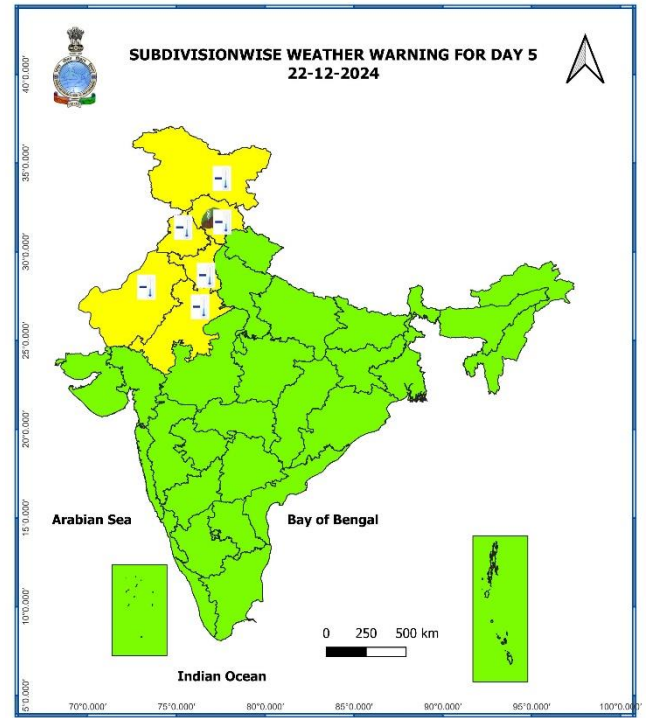 SUBDIVISIONWISE WEATHER WARNING FOR DAY 5
22-12-2024
40°0.000'
35°0.000'
30°0.000'
25°0.000'
20°0.000'
15°0.000'
10°0.000'
5°0.000'
Arabian Sea
Bay of Bengal
0 250 500 km
Indian Ocean
70°0.000' 75°0.000' 80°0.000' 85°0.000' 90°0.000' 95°0.000' 100°0.000'